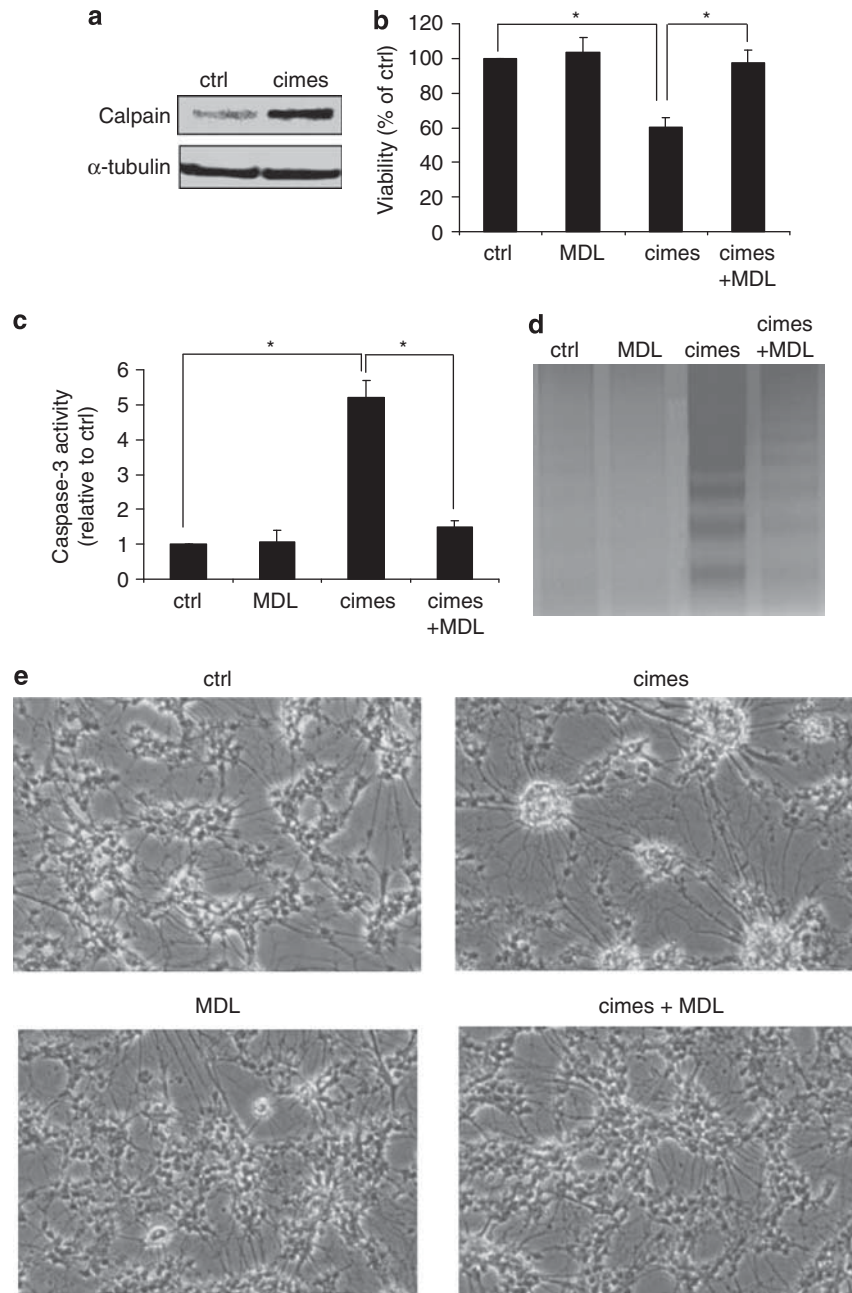 a
ctrl cimes
Calpain
α-tubulin
b
Viability (% of ctrl)
120
100
80
60
40
20
0
* *
ctrl MDL cimes cimes
+MDL
c
Caspase-3 activity
(relative to ctrl)
6
5
4
3
2
1
0
* *
ctrl MDL cimes cimes
+MDL
d
ctrl MDL cimes cimes
+MDL
e
ctrl cimes
MDL cimes + MDL